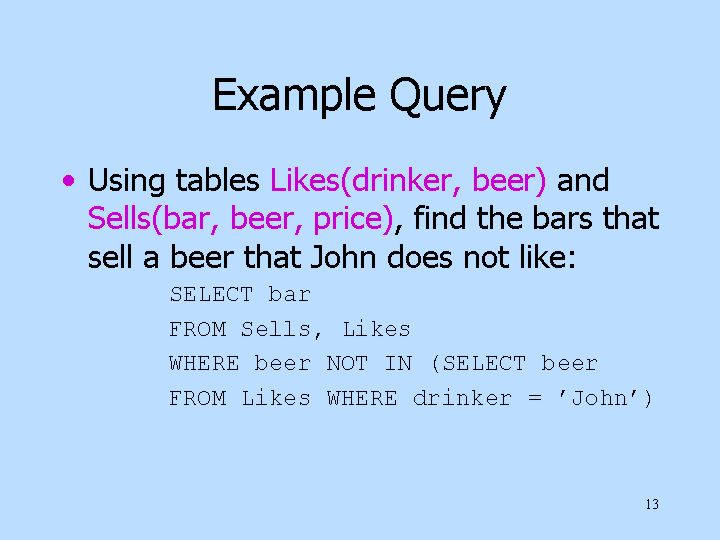 Example Query
• Using tables Likes(drinker, beer) and
Sells(bar, beer, price), find the bars that
sell a beer that John does not like:
SELECT bar
FROM Sells, Likes
WHERE beer NOT IN (SELECT beer
FROM Likes WHERE drinker = ’John’)
13